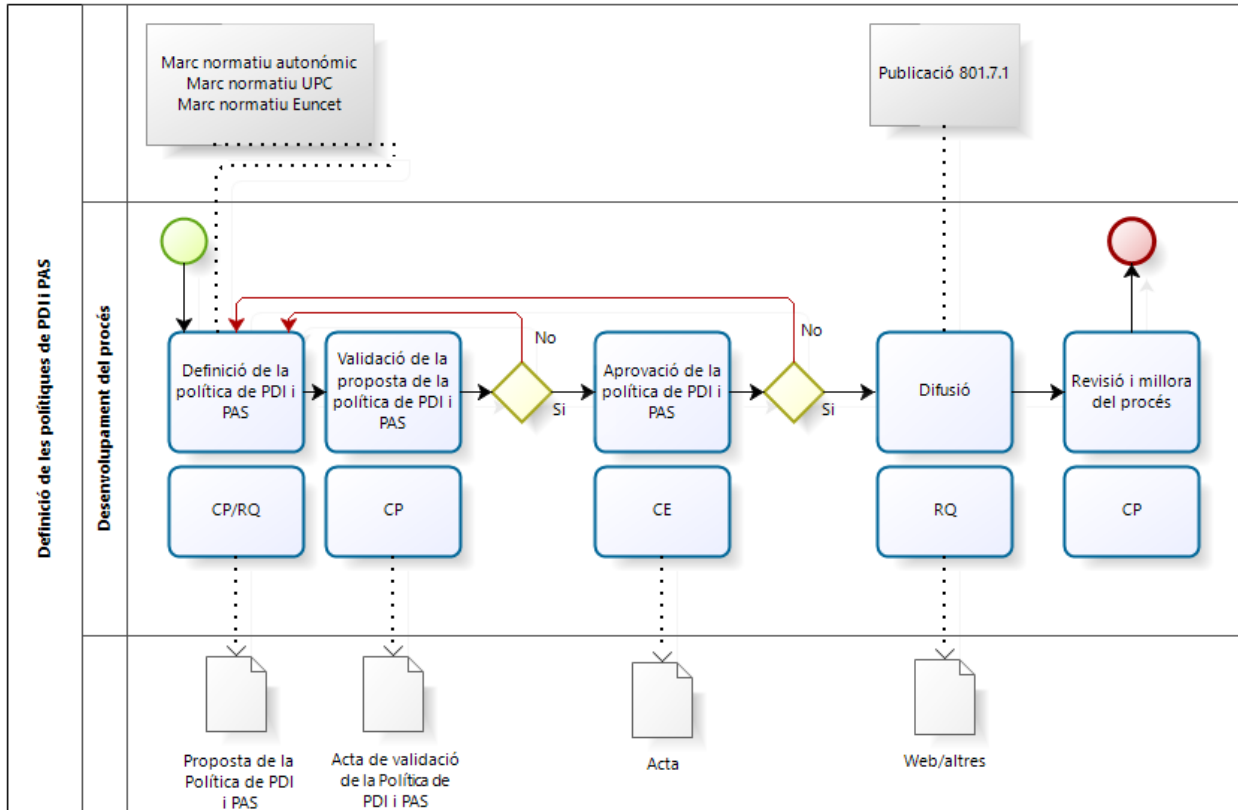 Definició de les polítiques de PDI i PAS
Desenvolupament del procés
Marc normatiu autonómic
Marc normatiu UPC
Marc normatiu Euncet
Publicació 801.7.1
Definició de la
política de PDI i
PAS
Validació de la
proposta de la
política de PDI i
PAS
No
Si
Aprovació de la
política de PDI i
PAS
No
Si
Difusió
Revisió i millora
del procés
CP/RQ
CP
CE
RQ
CP
Proposta de la
Política de PDI
i PAS
Acta de validació
de la Política de
PDI i PAS
Acta
Web/altres